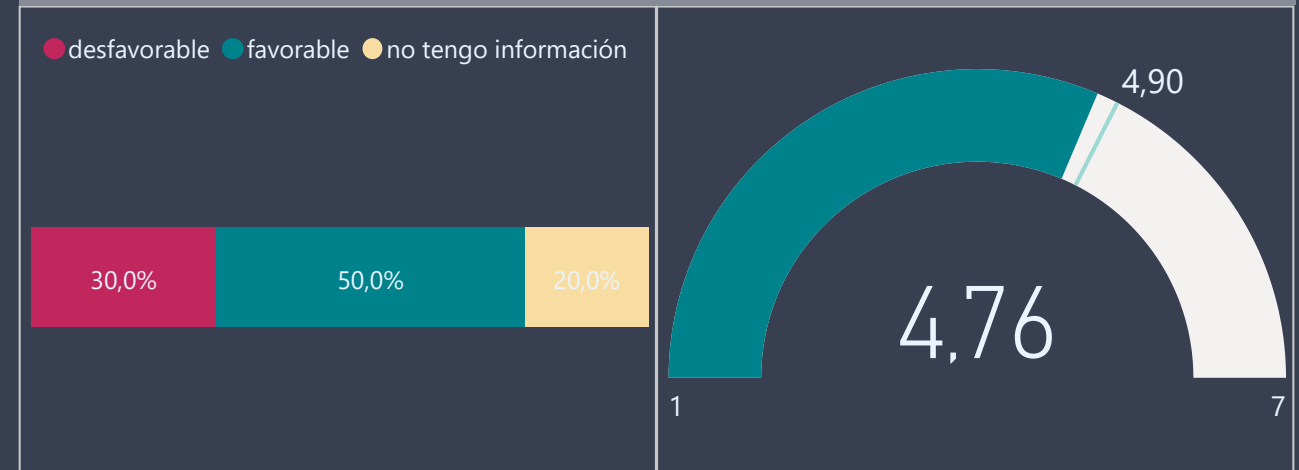 desfavorable favorable no tengo información
30,0% 50,0% 20,0%
4,90
4,76
1 7